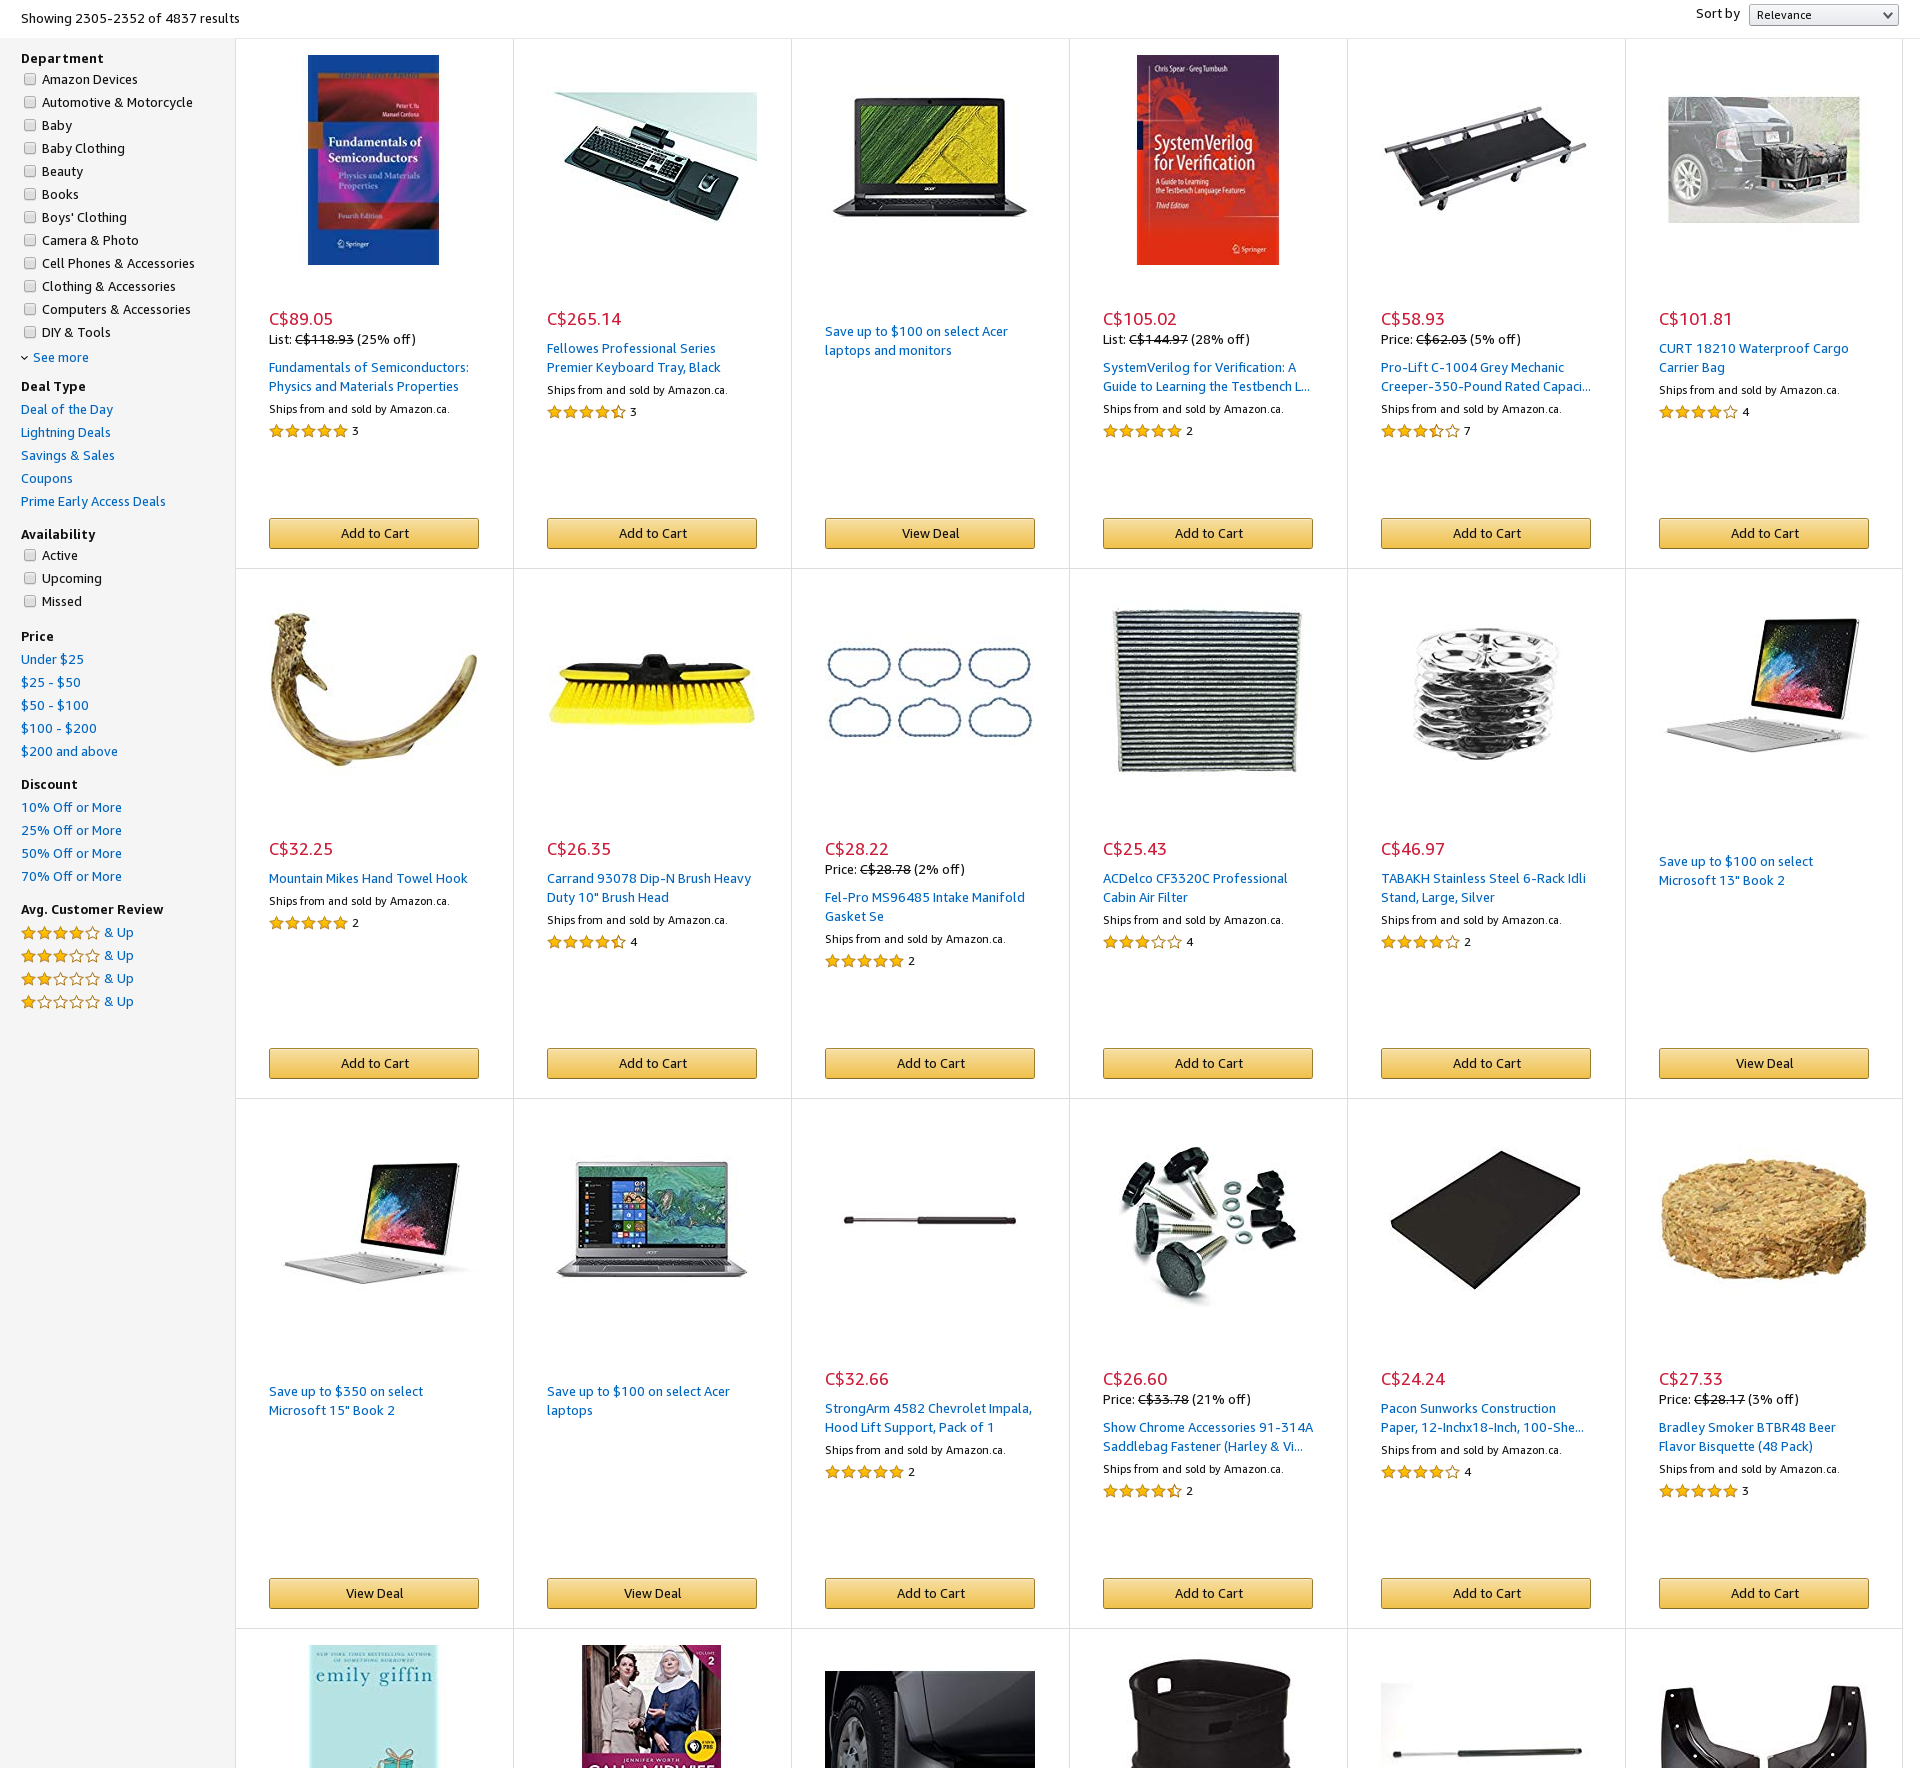 Showing 2305-2352 of 4837 results
Sort by
Relevance
Department
Amazon Devices
Automotive & Motorcycle
Baby
Baby Clothing
Beauty
Books
Boys' Clothing
Camera & Photo
Cell Phones & Accessories
Clothing & Accessories
Computers & Accessories
DIY & Tools
See more
Deal Type
Deal of the Day
Lightning Deals
Savings & Sales
Coupons
Prime Early Access Deals
Availability
Active
Upcoming
Missed
Price
Under $25
$25 - $50
$50 - $100
$100 - $200
$200 and above
Discount
10% Off or More
25% Off or More
50% Off or More
70% Off or More
Avg. Customer Review
& Up
& Up
& Up
& Up
Peter Y. Yu
Manuel Cardona
Fundamentals of
Semiconductors
Physics and Materials
Properties
Fourth Edition
Springer
C$89.05
List: C$118.93 (25% off)
Fundamentals of Semiconductors:
Physics and Materials Properties
Ships from and sold by Amazon.ca.
3
Add to Cart
C$265.14
Fellowes Professional Series
Premier Keyboard Tray, Black
Ships from and sold by Amazon.ca.
3
Add to Cart
acer
Save up to $100 on select Acer
laptops and monitors
View Deal
Chris Spear · Greg Tumbush
SystemVerilog
for Verification
A Guide to Learning
the Testbench Language Features
Third Edition
Springer
C$105.02
List: C$144.97 (28% off)
SystemVerilog for Verification: A
Guide to Learning the Testbench L...
Ships from and sold by Amazon.ca.
2
Add to Cart
C$58.93
Price: C$62.03 (5% off)
Pro-Lift C-1004 Grey Mechanic
Creeper-350-Pound Rated Capaci...
Ships from and sold by Amazon.ca.
7
Add to Cart
C$101.81
CURT 18210 Waterproof Cargo
Carrier Bag
Ships from and sold by Amazon.ca.
4
Add to Cart
C$32.25
Mountain Mikes Hand Towel Hook
Ships from and sold by Amazon.ca.
2
Add to Cart
C$26.35
Carrand 93078 Dip-N Brush Heavy
Duty 10" Brush Head
Ships from and sold by Amazon.ca.
4
Add to Cart
C$28.22
Price: C$28.78 (2% off)
Fel-Pro MS96485 Intake Manifold
Gasket Se
Ships from and sold by Amazon.ca.
2
Add to Cart
C$25.43
ACDelco CF3320C Professional
Cabin Air Filter
Ships from and sold by Amazon.ca.
4
Add to Cart
C$46.97
TABAKH Stainless Steel 6-Rack Idli
Stand, Large, Silver
Ships from and sold by Amazon.ca.
2
Add to Cart
Save up to $100 on select
Microsoft 13" Book 2
View Deal
Save up to $350 on select
Microsoft 15" Book 2
View Deal
acer
Save up to $100 on select Acer
laptops
View Deal
C$32.66
StrongArm 4582 Chevrolet Impala,
Hood Lift Support, Pack of 1
Ships from and sold by Amazon.ca.
2
Add to Cart
C$26.60
Price: C$33.78 (21% off)
Show Chrome Accessories 91-314A
Saddlebag Fastener (Harley & Vi...
Ships from and sold by Amazon.ca.
2
Add to Cart
C$24.24
Pacon Sunworks Construction
Paper, 12-Inchx18-Inch, 100-She...
Ships from and sold by Amazon.ca.
4
Add to Cart
C$27.33
Price: C$28.17 (3% off)
Bradley Smoker BTBR48 Beer
Flavor Bisquette (48 Pack)
Ships from and sold by Amazon.ca.
3
Add to Cart
NEW YORK TIMES BESTSELLING AUTHOR
OF SOMETHING BORROWED
emily giffin
VOLUME
2
PBS
JENNIFER WORTH